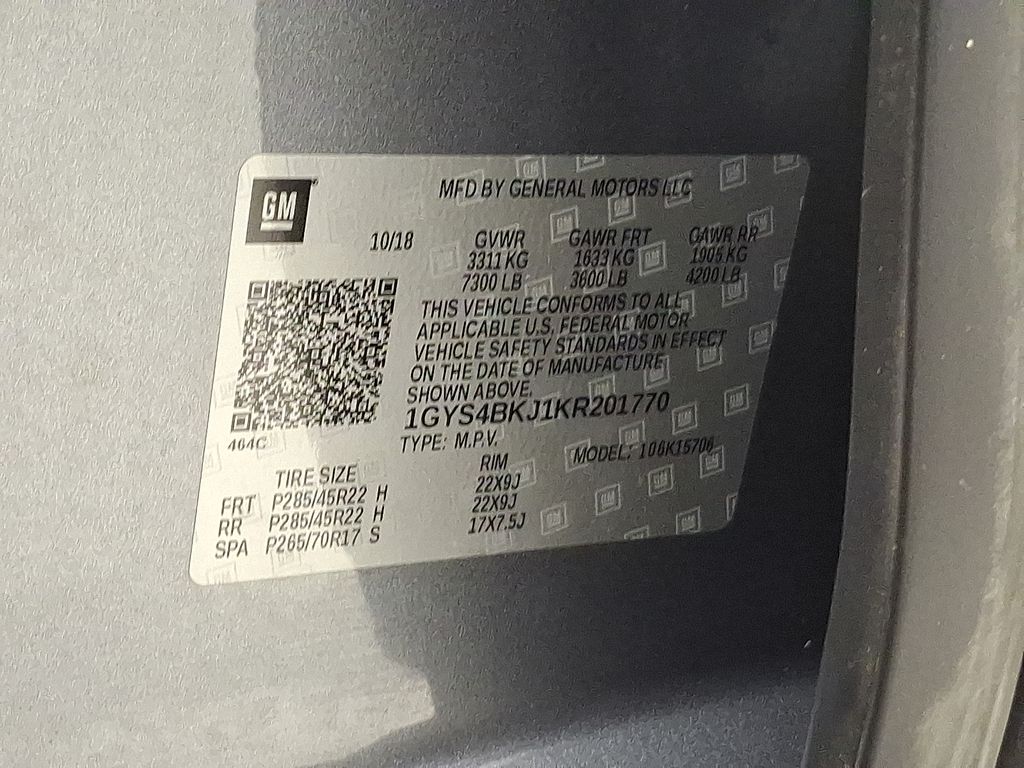 GM
MFD BY GENERAL MOTORS LLC
10/18 GVWR GAWR FRT GAWR RR
3311 KG 1633 KG 1905 KG
7300 LB 3600 LB 4200 LB
THIS VEHICLE CONFORMS TO ALL
APPLICABLE U.S. FEDERAL MOTOR
VEHICLE SAFETY STANDARDS IN EFFECT
ON THE DATE OF MANUFACTURE
SHOWN ABOVE.
1GYS4BKJ1KR201770
464C TYPE: M.P.V. MODEL: 106K15706
TIRE SIZE RIM
FRT P285/45R22 H 22X9J
RR P285/45R22 H 22X9J
SPA P265/70R17 S 17X7.5J